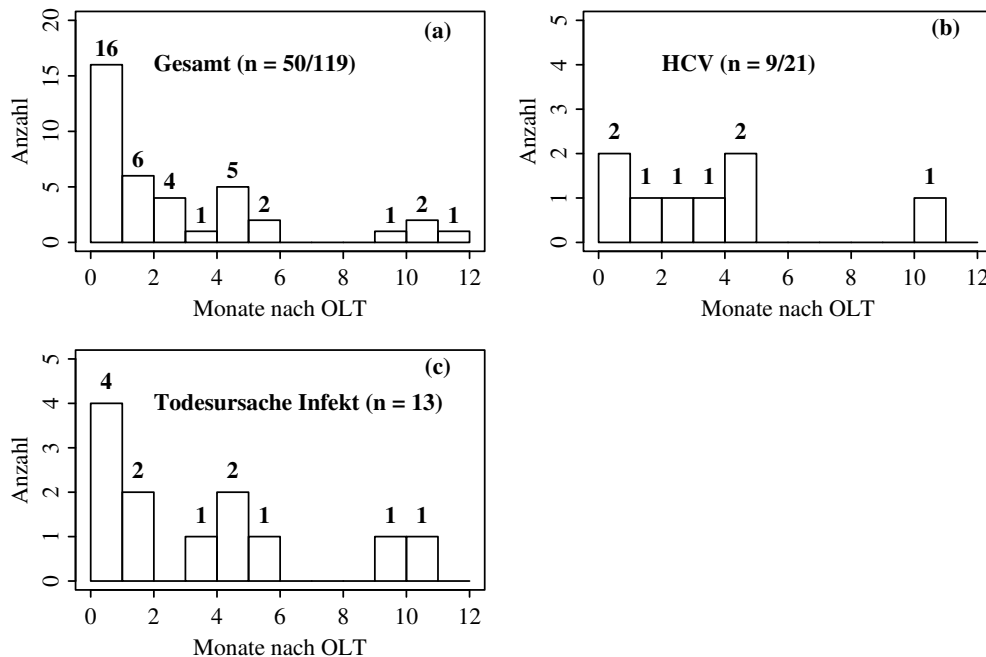 (a)
Gesamt (n = 50/119)
16
6
4
1
5
2
1
2
1
Anzahl
0
5
10
15
20
0 2 4 6 8 10 12
Monate nach OLT
(b)
HCV (n = 9/21)
2
1
1
1
2
1
Anzahl
0
1
2
3
4
5
0 2 4 6 8 10 12
Monate nach OLT
(c)
Todesursache Infekt (n = 13)
4
2
1
2
1
1
1
Anzahl
0
1
2
3
4
5
0 2 4 6 8 10 12
Monate nach OLT